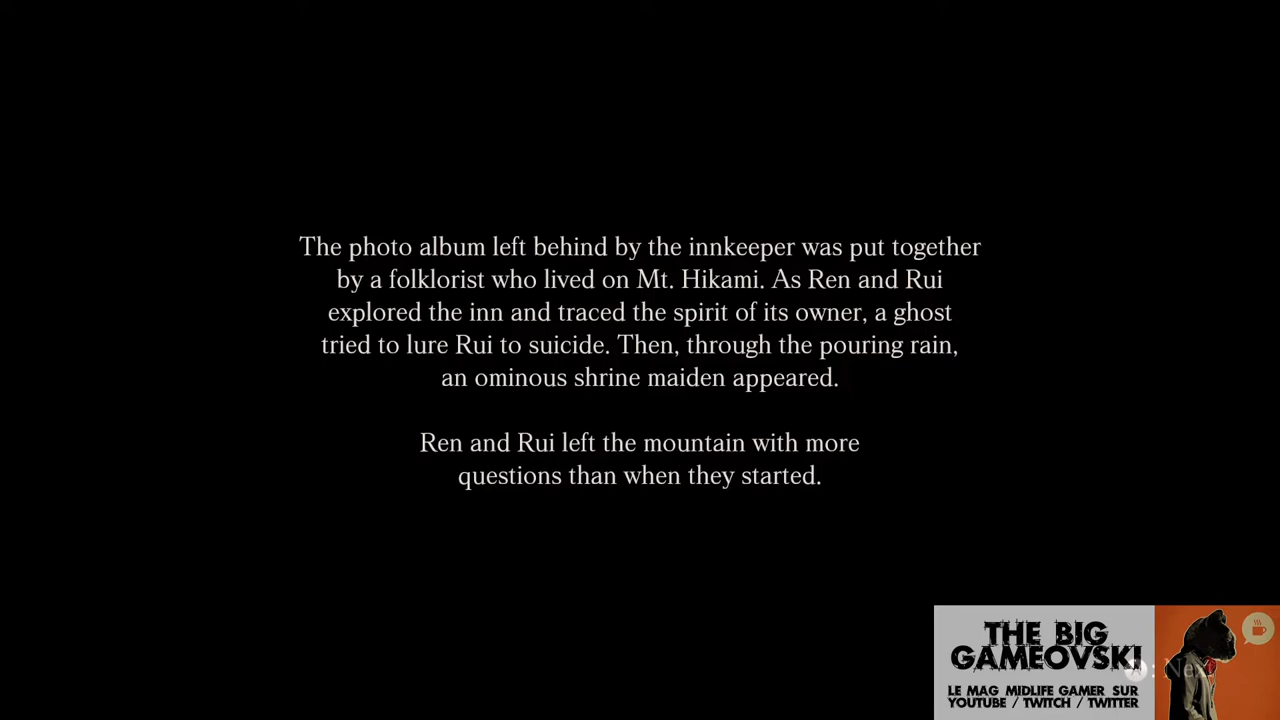 The photo album left behind by the innkeeper was put together
by a folklorist who lived on Mt. Hikami. As Ren and Rui
explored the inn and traced the spirit of its owner, a ghost
tried to lure Rui to suicide. Then, through the pouring rain,
an ominous shrine maiden appeared.
Ren and Rui left the mountain with more
questions than when they started.
THE BIG
GAMEOVSKI
: Next
LE MAG MIDLIFE GAMER SUR
YOUTUBE / TWITCH / TWITTER